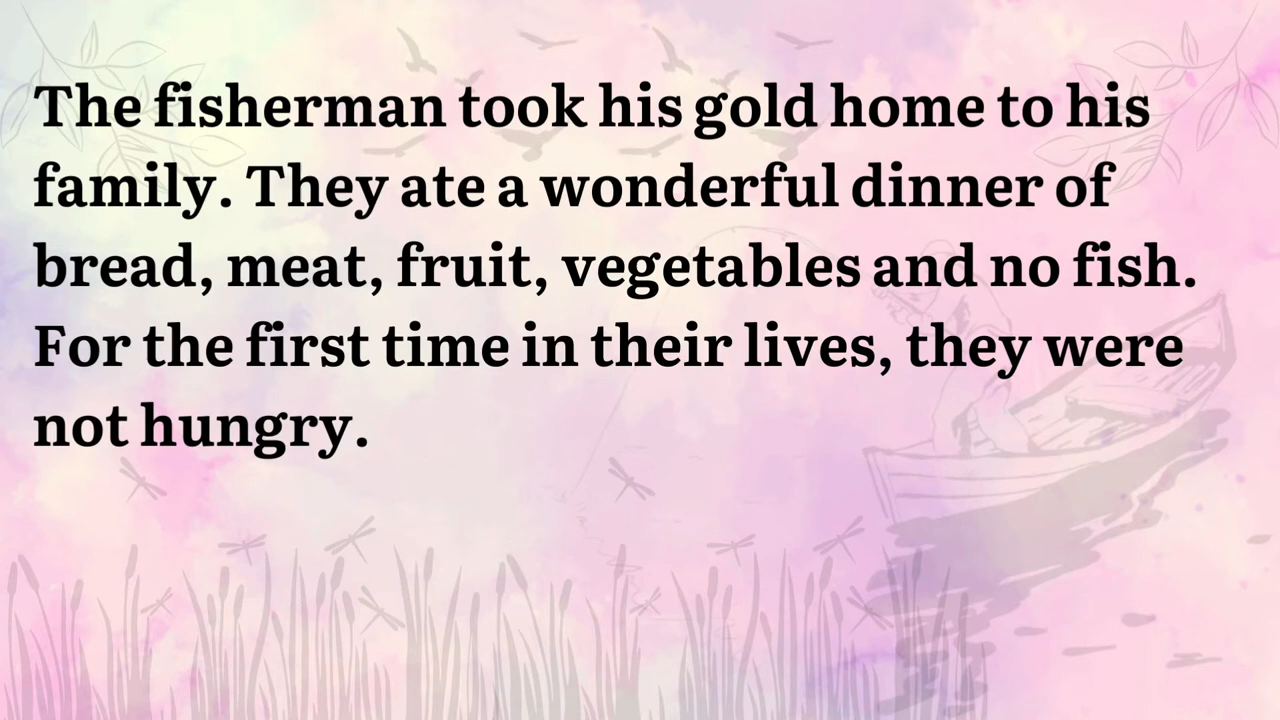 The fisherman took his gold home to his
family. They ate a wonderful dinner of
bread, meat, fruit, vegetables and no fish.
For the first time in their lives, they were
not hungry.